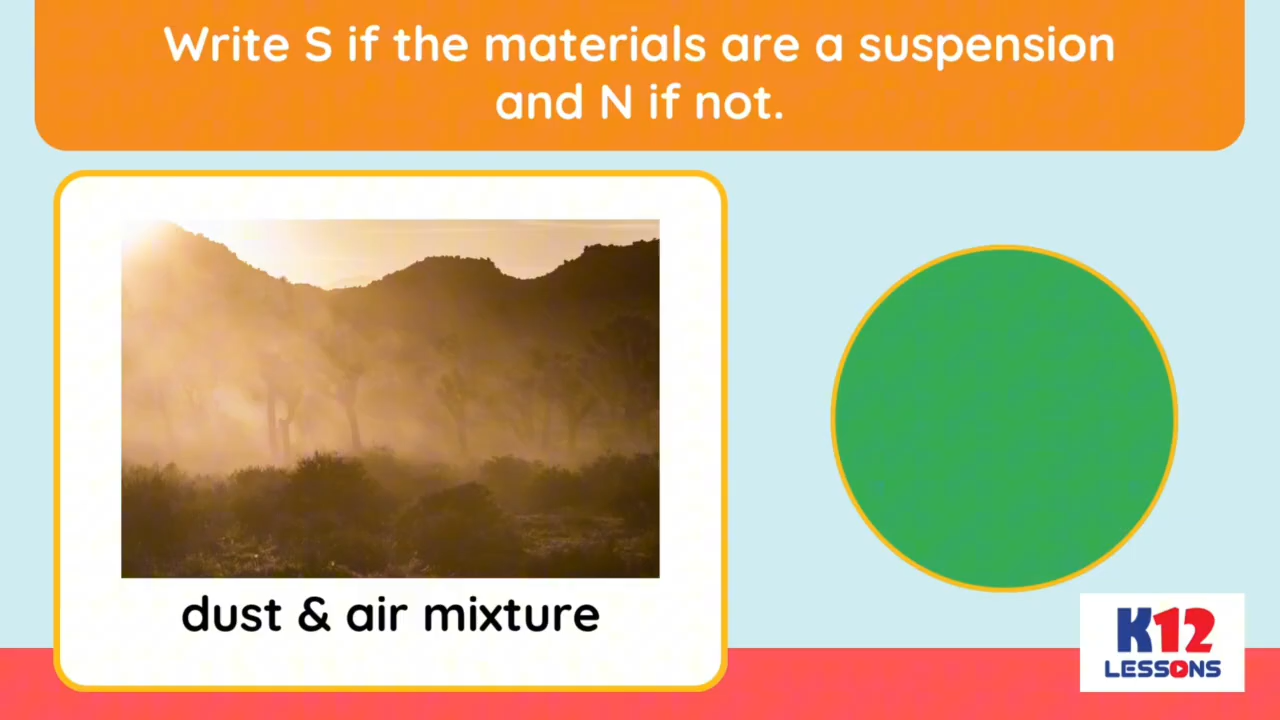 Write S if the materials are a suspension
and N if not.
dust & air mixture
K12
LESSONS